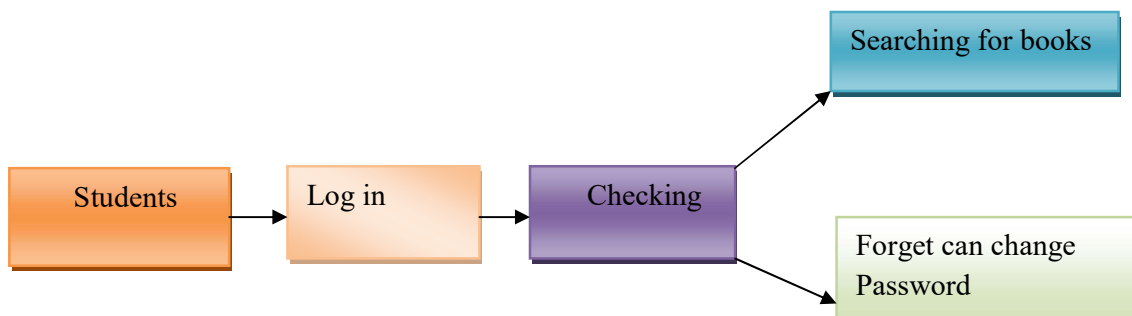 Searching for books
Students
Log in
Checking
Forget can change
Password